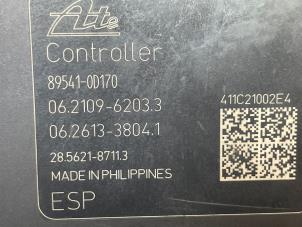 Ate
Controller
89541-0D170
06.2109-6203.3
411C21002E4
06.2613-3804.1
28.5621-8711.3
MADE IN PHILIPPINES
ESP